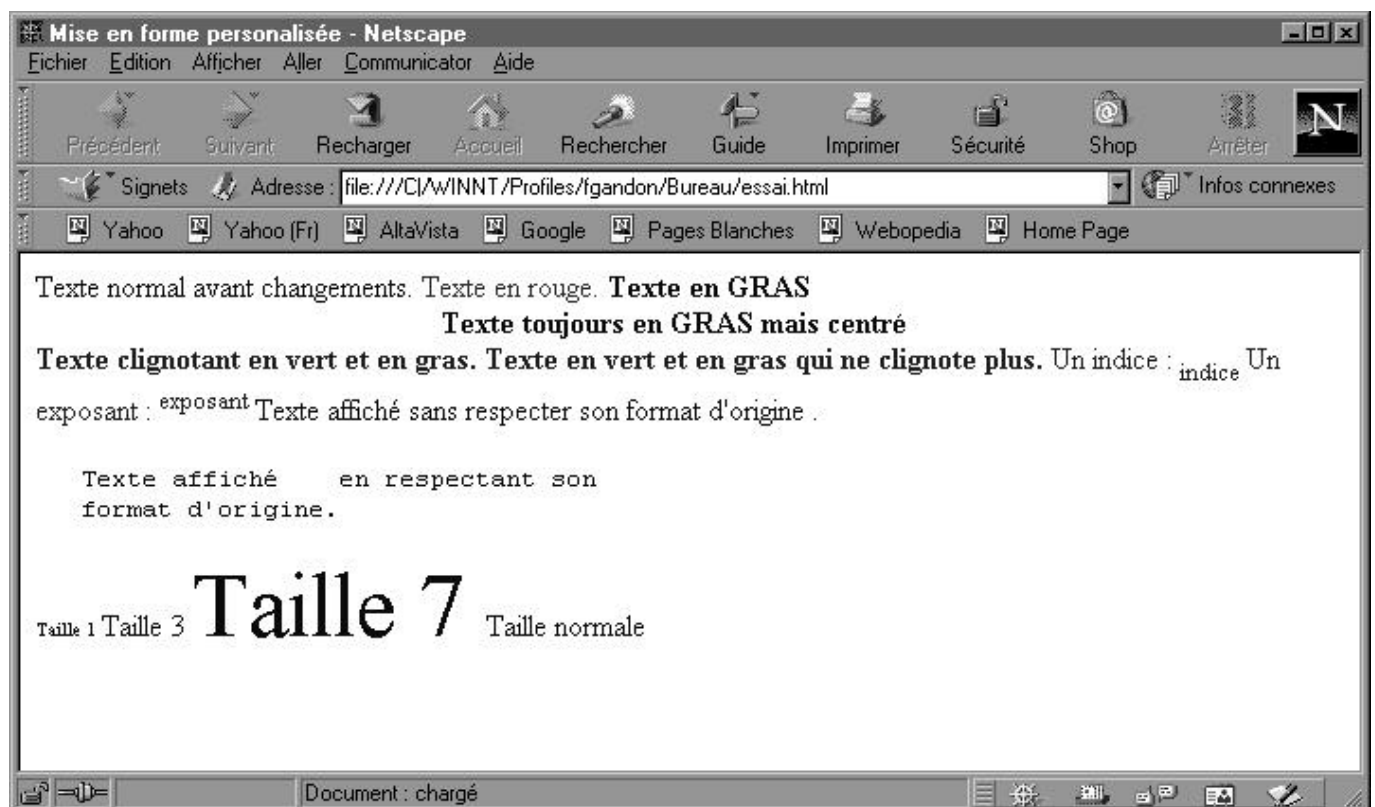 Mise en forme personalisée - Netscape
Fichier Edition Afficher Aller Communicator Aide
Précédent Suivant Recharger Accueil Rechercher Guide Imprimer Sécurité Shop Arrêter N
Signets Adresse : file:///C|/WINNT/Profiles/fgandon/Bureau/essai.html Infos connexes
Yahoo Yahoo (Fr) AltaVista Google Pages Blanches Webopedia Home Page
Texte normal avant changements. Texte en rouge. Texte en GRAS
Texte toujours en GRAS mais centré
Texte clignotant en vert et en gras. Texte en vert et en gras qui ne clignote plus. Un indice : indice Un
exposant : exposant Texte affiché sans respecter son format d'origine .
Texte affiché    en respectant son
format d'origine.
Taille 1 Taille 3 Taille 7 Taille normale
Document : chargé